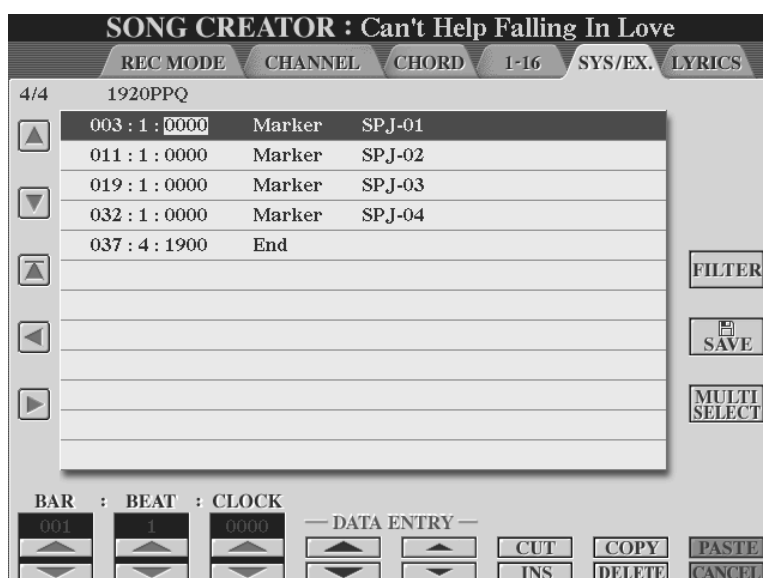 SONG CREATOR : Can't Help Falling In Love
REC MODE CHANNEL CHORD 1-16 SYS/EX. LYRICS
4/4 1920PPQ
003 : 1 : 0000 Marker SPJ-01
011 : 1 : 0000 Marker SPJ-02
019 : 1 : 0000 Marker SPJ-03
032 : 1 : 0000 Marker SPJ-04
037 : 4 : 1900 End
FILTER
SAVE
MULTI
SELECT
BAR : BEAT : CLOCK
001 1 0000 DATA ENTRY
CUT COPY PASTE
INS DELETE CANCEL